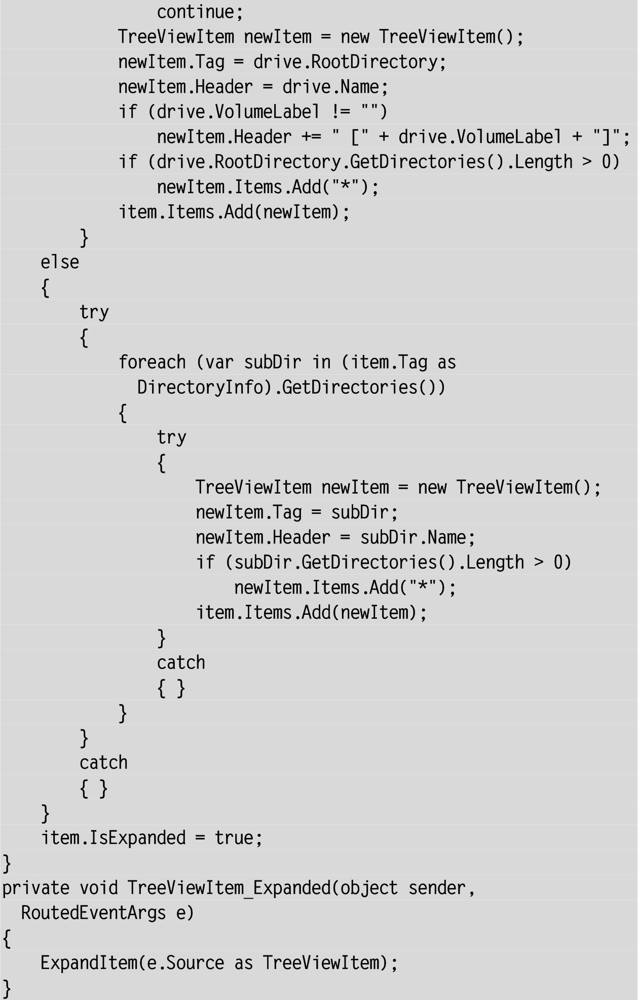 continue;
            TreeViewItem newItem = new TreeViewItem();
            newItem.Tag = drive.RootDirectory;
            newItem.Header = drive.Name;
            if (drive.VolumeLabel != "")
                newItem.Header += " [" + drive.VolumeLabel + "]";
            if (drive.RootDirectory.GetDirectories().Length > 0)
                newItem.Items.Add("*");
            item.Items.Add(newItem);
        }
    else
    {
        try
        {
            foreach (var subDir in (item.Tag as
              DirectoryInfo).GetDirectories())
            {
                try
                {
                    TreeViewItem newItem = new TreeViewItem();
                    newItem.Tag = subDir;
                    newItem.Header = subDir.Name;
                    if (subDir.GetDirectories().Length > 0)
                        newItem.Items.Add("*");
                    item.Items.Add(newItem);
                }
                catch
                { }
            }
        }
        catch
        { }
    }
    item.IsExpanded = true;
}
private void TreeViewItem_Expanded(object sender,
  RoutedEventArgs e)
{
    ExpandItem(e.Source as TreeViewItem);
}